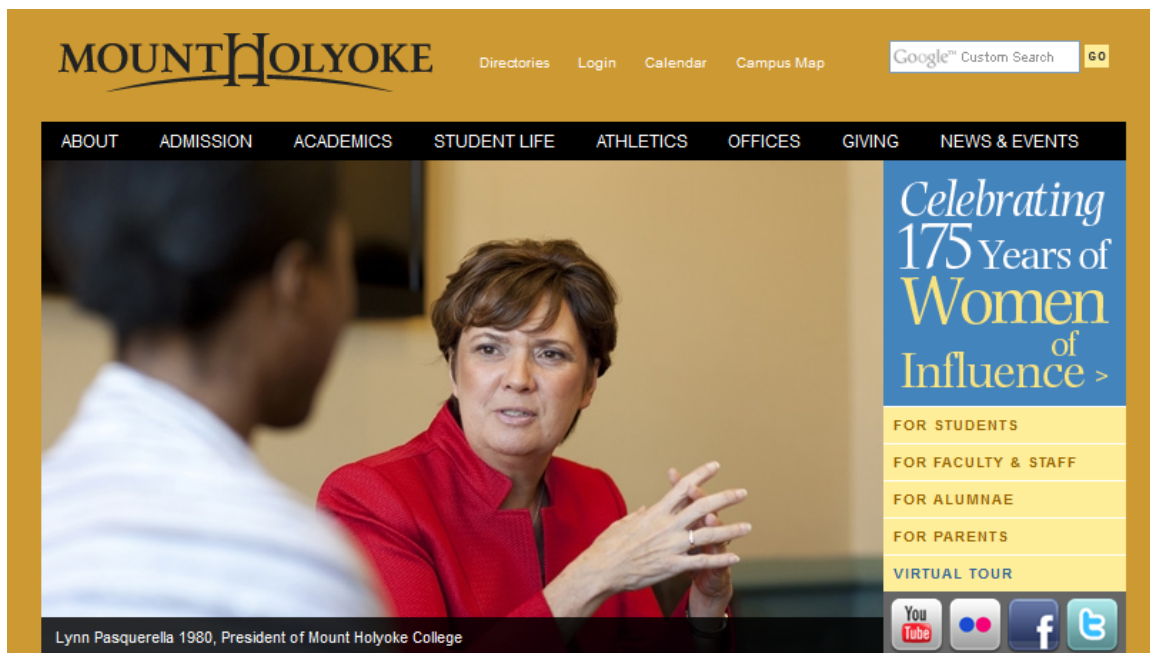 MOUNT HOLYOKE
Directories Login Calendar Campus Map
Google™ Custom Search GO
ABOUT ADMISSION ACADEMICS STUDENT LIFE ATHLETICS OFFICES GIVING NEWS & EVENTS
Celebrating
175 Years of
Women
of
Influence >
FOR STUDENTS
FOR FACULTY & STAFF
FOR ALUMNAE
FOR PARENTS
VIRTUAL TOUR
You
Tube
f
t
Lynn Pasquerella 1980, President of Mount Holyoke College